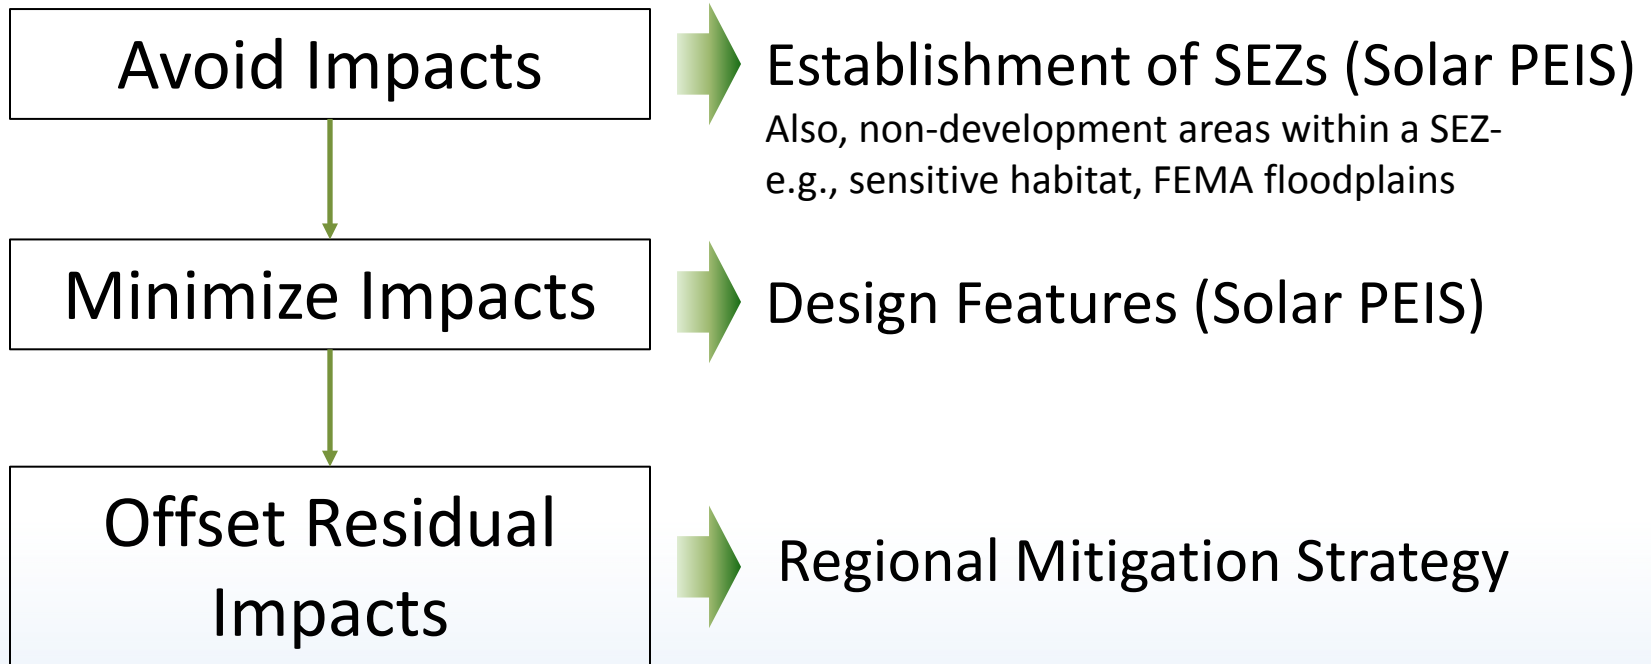 Avoid Impacts
Establishment of SEZs (Solar PEIS)
Also, non-development areas within a SEZ-
e.g., sensitive habitat, FEMA floodplains
Minimize Impacts
Design Features (Solar PEIS)
Offset Residual
Impacts
Regional Mitigation Strategy